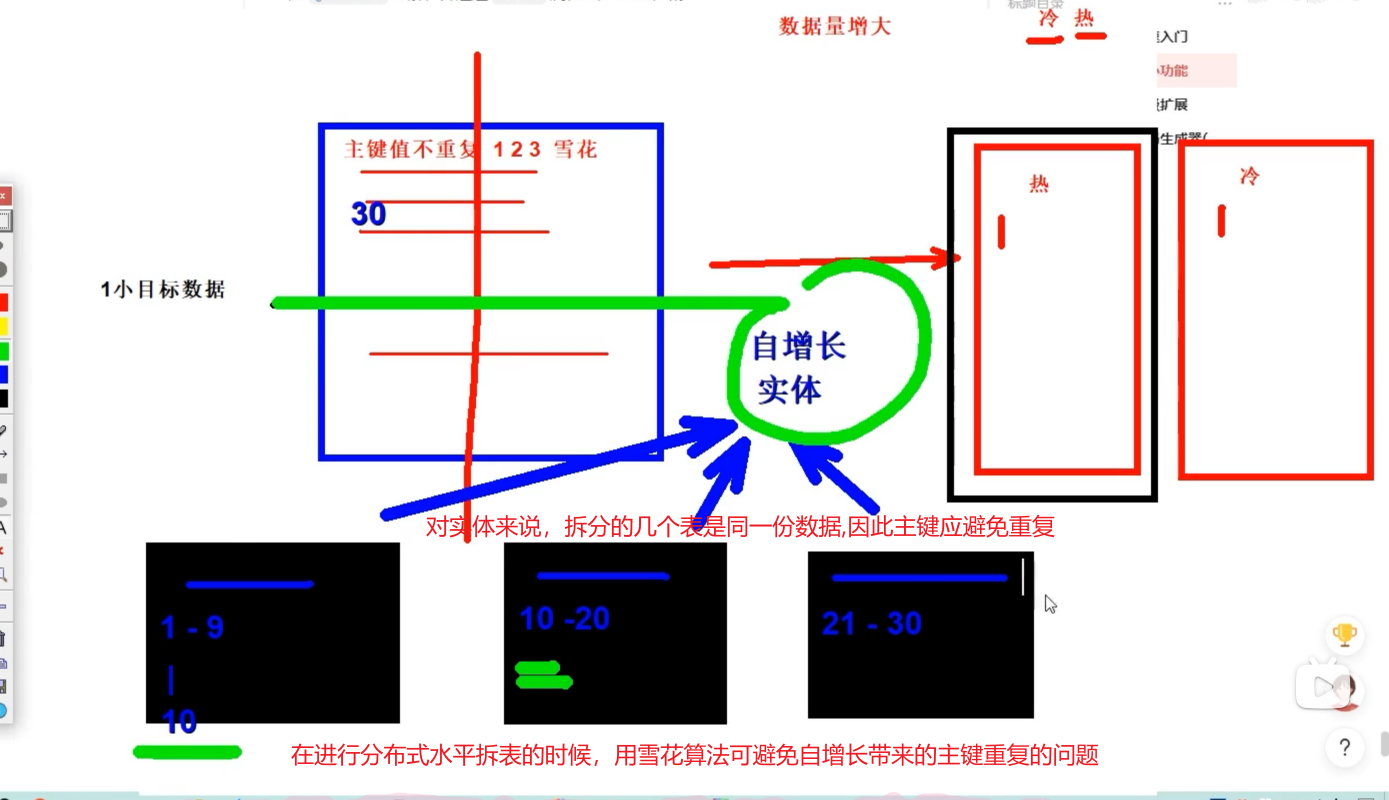 数据量增大
冷 热
入门
功能
扩展
生成器(
主键值不重复 1 2 3 雪花
30
热
冷
1小目标数据
自增长
实体
对实体来说，拆分的几个表是同一份数据,因此主键应避免重复
1 - 9
10 -20
21 - 30
10
在进行分布式水平拆表的时候，用雪花算法可避免自增长带来的主键重复的问题
?